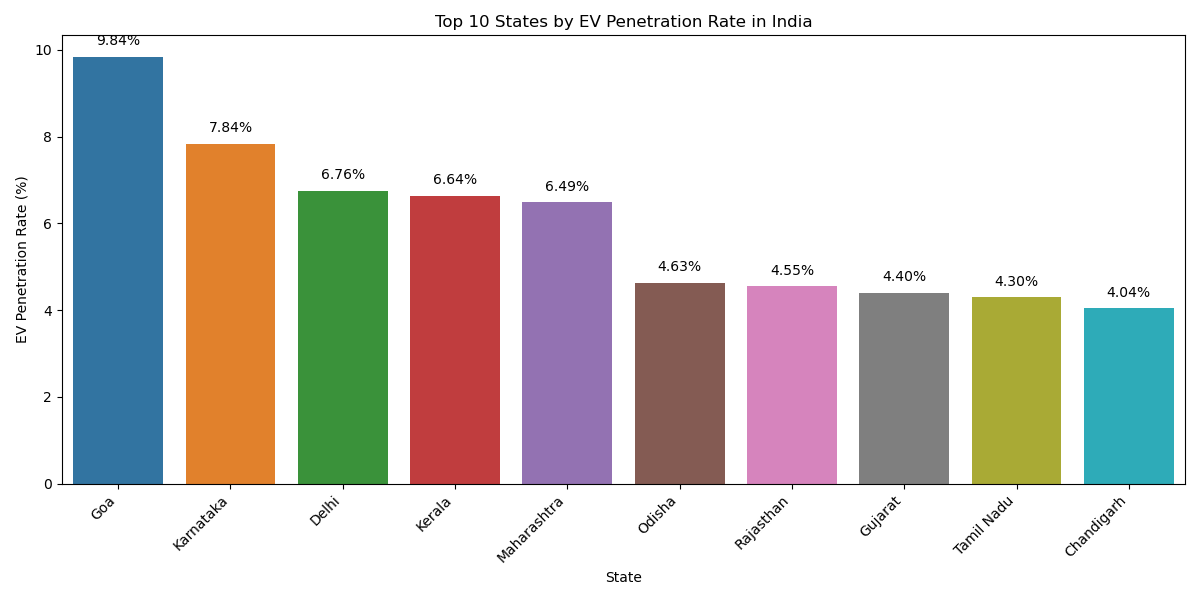 Top 10 States by EV Penetration Rate in India
EV Penetration Rate (%)
10
8
6
4
2
0
9.84%
7.84%
6.76%
6.64%
6.49%
4.63%
4.55%
4.40%
4.30%
4.04%
Goa
Karnataka
Delhi
Kerala
Maharashtra
Odisha
Rajasthan
Gujarat
Tamil Nadu
Chandigarh
State